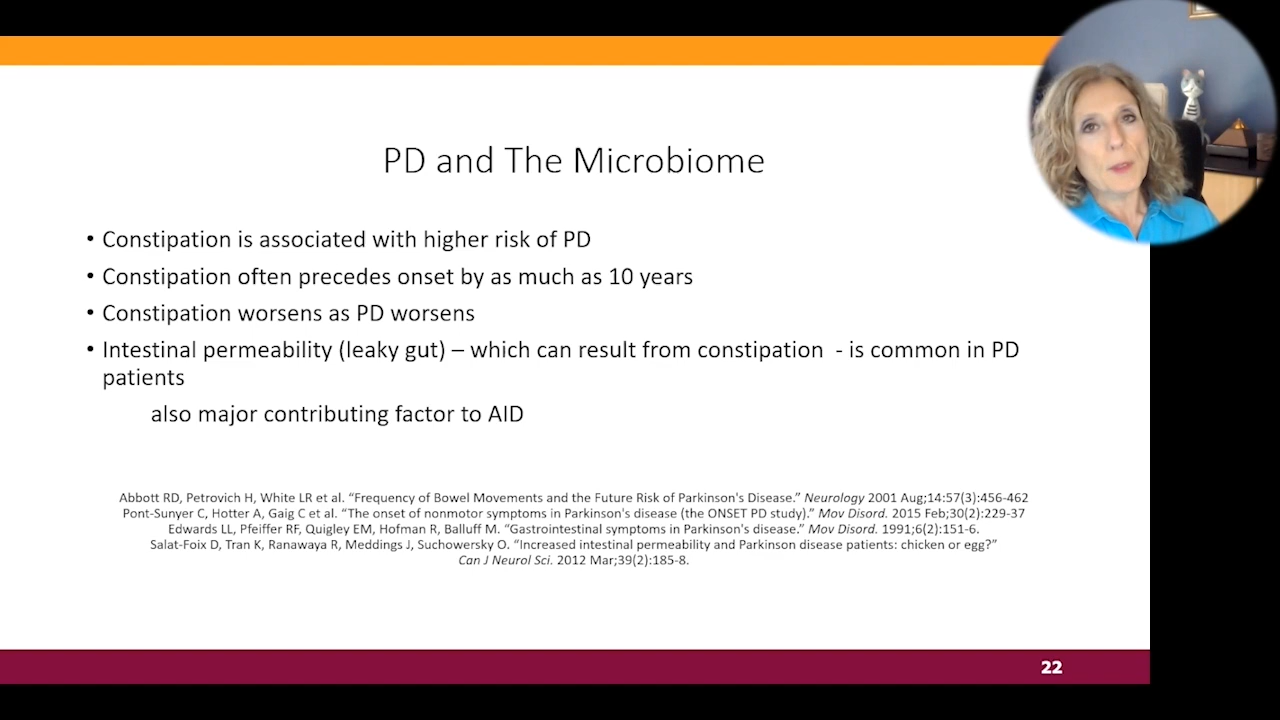 PD and The Microbiome
• Constipation is associated with higher risk of PD
• Constipation often precedes onset by as much as 10 years
• Constipation worsens as PD worsens
• Intestinal permeability (leaky gut) – which can result from constipation - is common in PD
patients
also major contributing factor to AID
Abbott RD, Petrovich H, White LR et al. “Frequency of Bowel Movements and the Future Risk of Parkinson's Disease.” Neurology 2001 Aug;14:57(3):456-462
Pont-Sunyer C, Hotter A, Gaig C et al. “The onset of nonmotor symptoms in Parkinson's disease (the ONSET PD study).” Mov Disord. 2015 Feb;30(2):229-37
Edwards LL, Pfeiffer RF, Quigley EM, Hofman R, Balluff M. “Gastrointestinal symptoms in Parkinson's disease.” Mov Disord. 1991;6(2):151-6.
Salat-Foix D, Tran K, Ranawaya R, Meddings J, Suchowersky O. “Increased intestinal permeability and Parkinson disease patients: chicken or egg?”
Can J Neurol Sci. 2012 Mar;39(2):185-8.
22